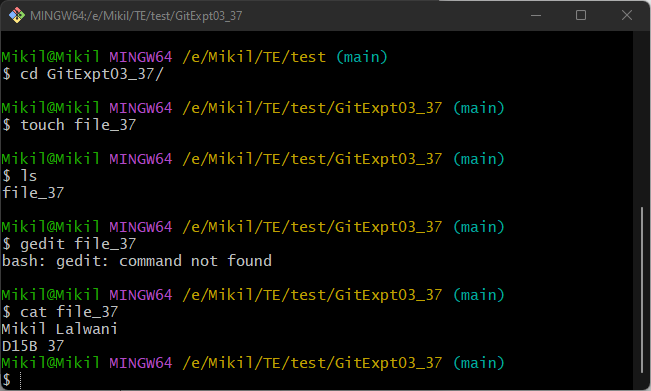 MINGW64:/e/Mikil/TE/test/GitExpt03_37
Mikil@Mikil MINGW64 /e/Mikil/TE/test (main)
$ cd GitExpt03_37/
Mikil@Mikil MINGW64 /e/Mikil/TE/test/GitExpt03_37 (main)
$ touch file_37
Mikil@Mikil MINGW64 /e/Mikil/TE/test/GitExpt03_37 (main)
$ ls
file_37
Mikil@Mikil MINGW64 /e/Mikil/TE/test/GitExpt03_37 (main)
$ gedit file_37
bash: gedit: command not found
Mikil@Mikil MINGW64 /e/Mikil/TE/test/GitExpt03_37 (main)
$ cat file_37
Mikil Lalwani
D15B 37
Mikil@Mikil MINGW64 /e/Mikil/TE/test/GitExpt03_37 (main)
$